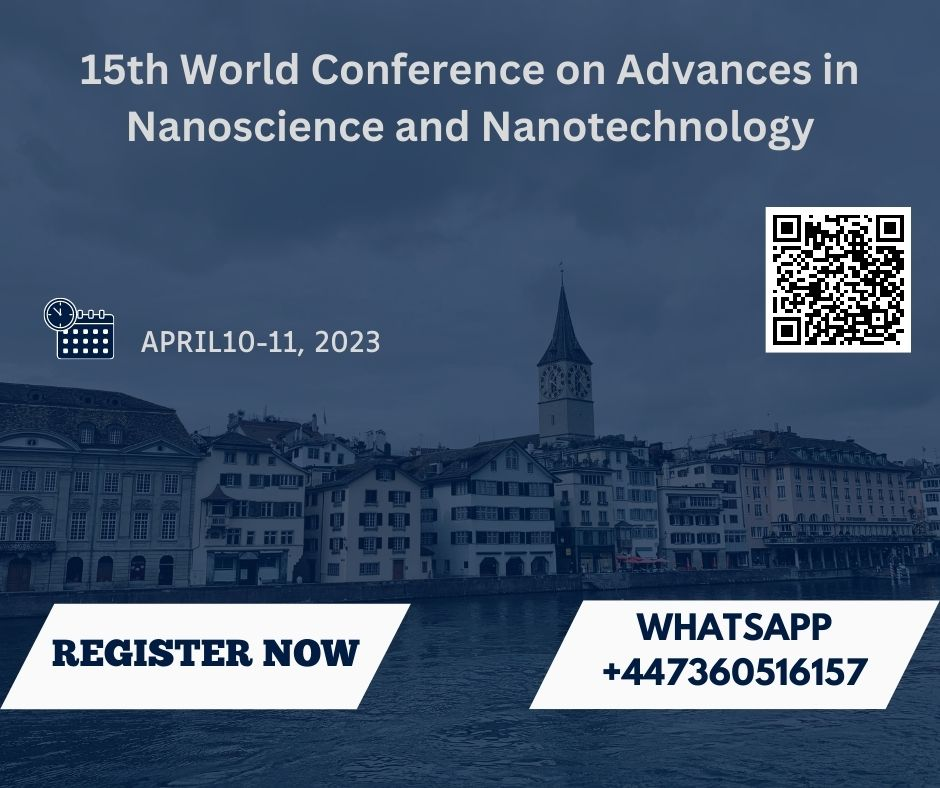 15th World Conference on Advances in
Nanoscience and Nanotechnology
APRIL10-11, 2023
REGISTER NOW
WHATSAPP
+447360516157